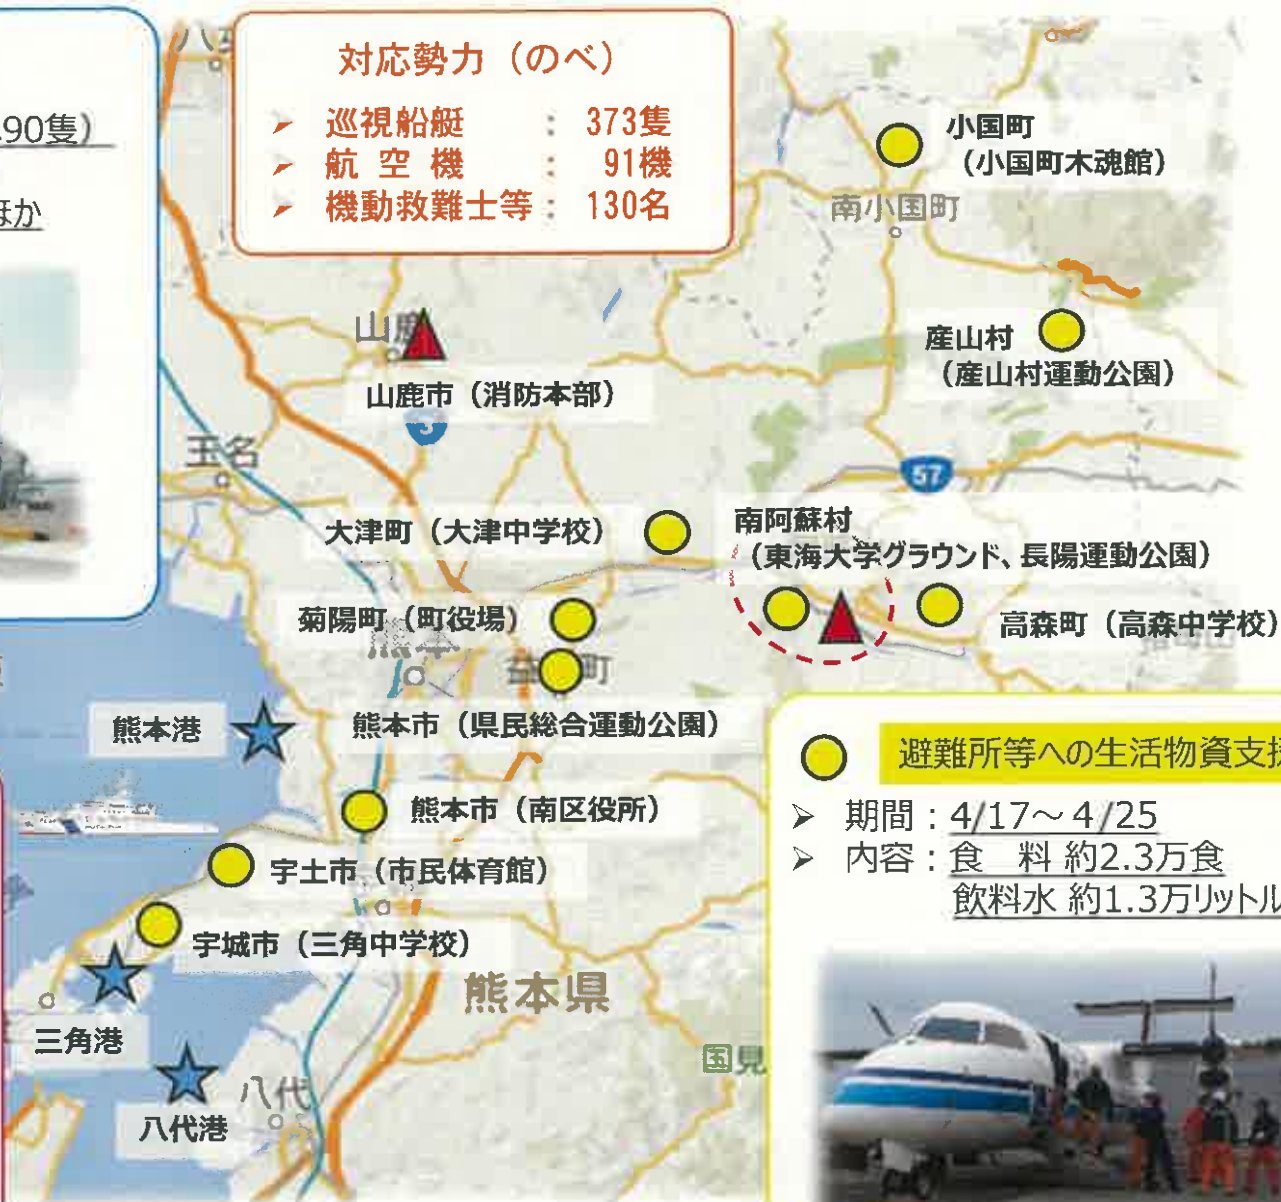 90隻）
ほか
対応勢力（のべ）
➢ 巡視船艇 ： 373隻
➢ 航 空 機 ： 91機
➢ 機動救難士等： 130名
小国町
（小国町木魂館）
南小国町
産山村
（産山村運動公園）
山鹿
山鹿市（消防本部）
3
玉名
57
大津町（大津中学校）
南阿蘇村
（東海大学グラウンド、長陽運動公園）
菊陽町（町役場）
高森町（高森中学校）
益 町
熊本港
熊本市（県民総合運動公園）
熊本市（南区役所）
宇土市（市民体育館）
宇城市（三角中学校）
熊本県
三角港
国見
八代
八代港
避難所等への生活物資支援
➢ 期間：4/17～4/25
➢ 内容：食　料 約2.3万食
飲料水 約1.3万リットル